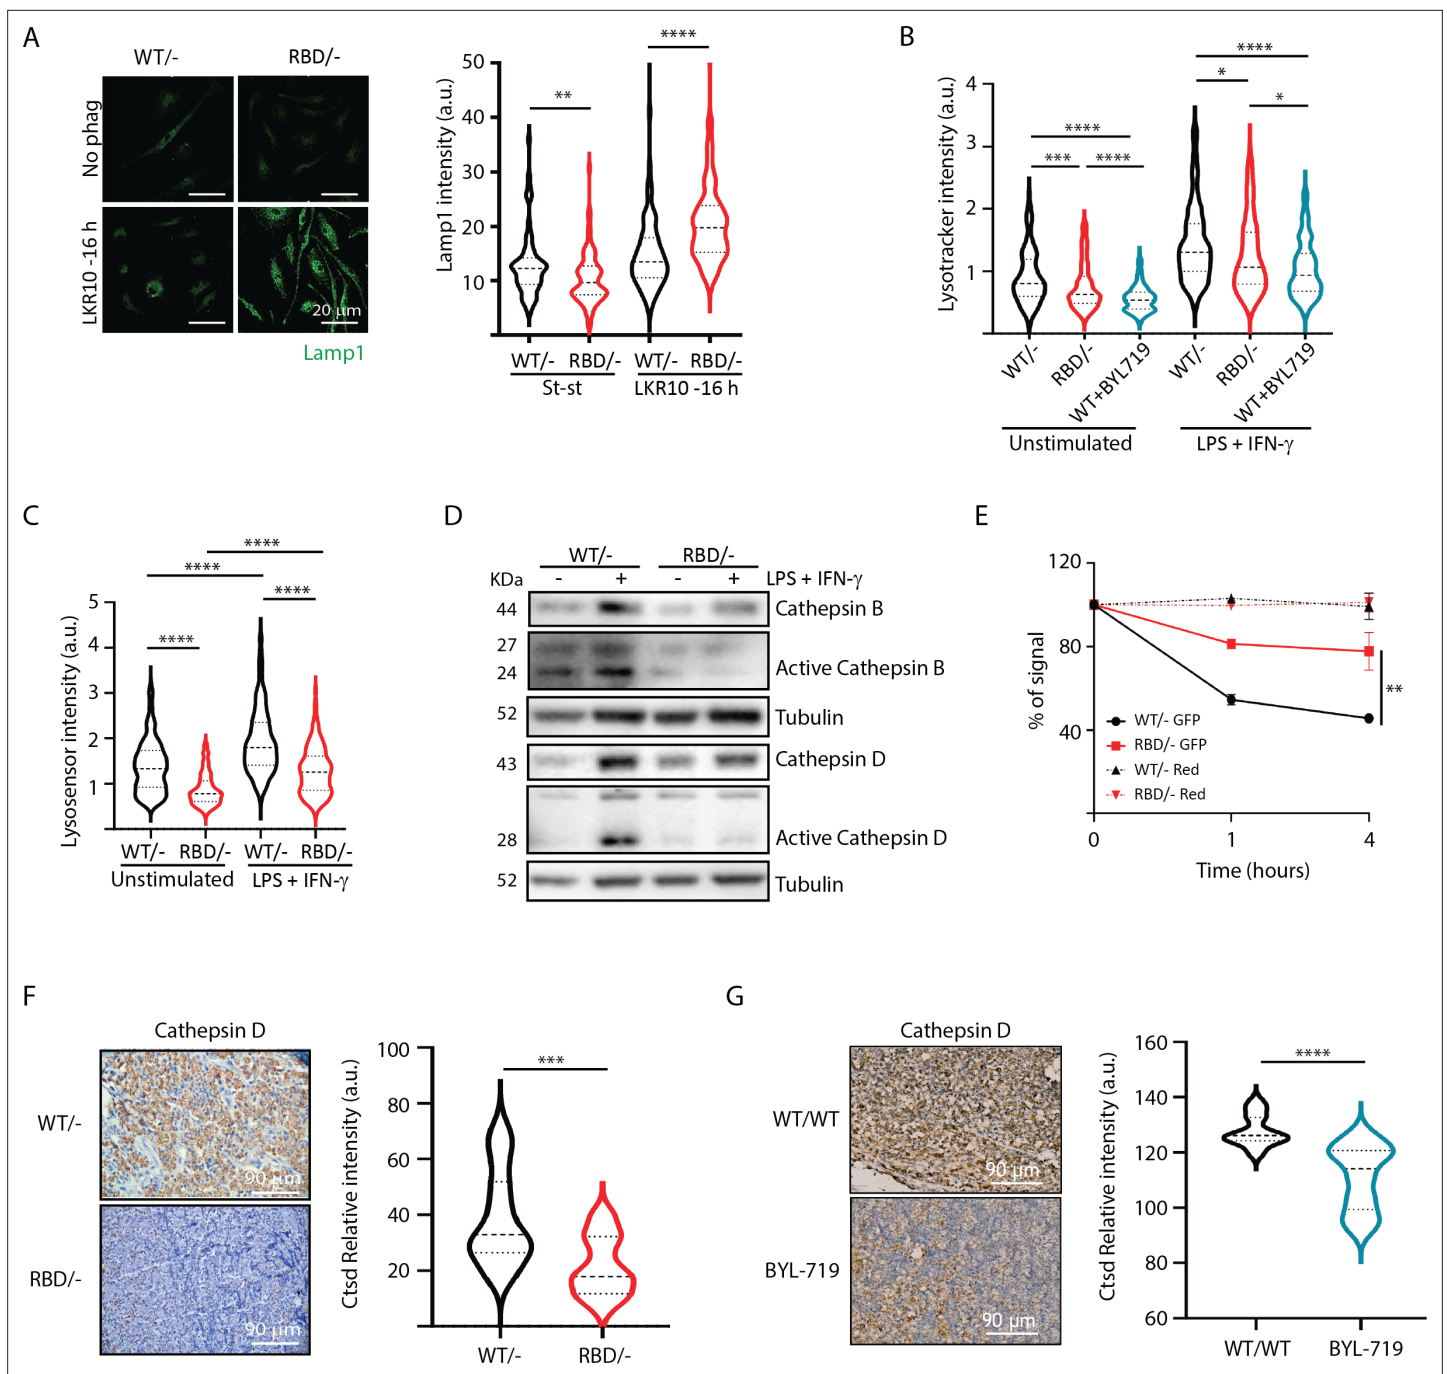 A
WT/-
RBD/-
No phag
LKR10 -16 h
20 µm
Lamp1
Lamp1 intensity (a.u.)
50
40
30
20
10
**
****
WT/- RBD/- WT/- RBD/-
St-st
LKR10 -16 h
B
Lysotracker intensity (a.u.)
4
3
2
1
****
***
****
****
*
*
WT/-
RBD/-
WT+BYL719
WT/-
RBD/-
WT+BYL719
Unstimulated
LPS + IFN-γ
C
Lysosensor intensity (a.u.)
5
4
3
2
1
****
****
****
****
WT/- RBD/- WT/- RBD/-
Unstimulated
LPS + IFN-γ
D
WT/-
RBD/-
KDa
- + - + LPS + IFN-γ
44 Cathepsin B
27
24 Active Cathepsin B
52 Tubulin
43 Cathepsin D
28 Active Cathepsin D
52 Tubulin
E
% of signal
120
80
40
**
WT/- GFP
RBD/- GFP
WT/- Red
RBD/- Red
0 1 4
Time (hours)
F
Cathepsin D
WT/-
90 µm
RBD/-
90 µm
Ctsd Relative intensity (a.u.)
100
80
60
40
20
***
WT/- RBD/-
G
Cathepsin D
WT/WT
90 µm
BYL-719
90 µm
Ctsd Relative intensity (a.u.)
160
140
120
100
80
60
****
WT/WT BYL-719